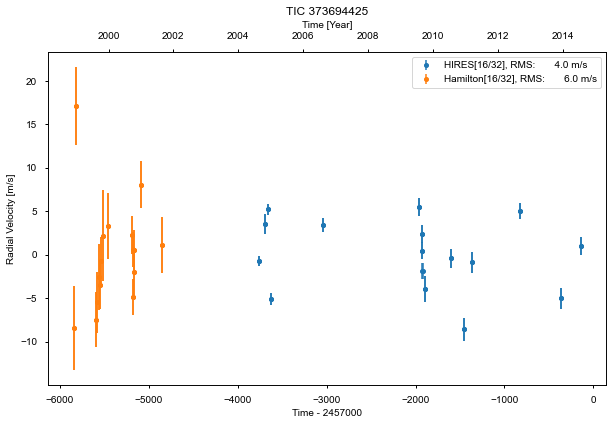 TIC 373694425
Time [Year]
2000 2002 2004 2006 2008 2010 2012 2014
HIRES[16/32], RMS: 4.0 m/s
Hamilton[16/32], RMS: 6.0 m/s
Radial Velocity [m/s]
20
15
10
5
0
−5
−10
−6000 −5000 −4000 −3000 −2000 −1000 0
Time - 2457000